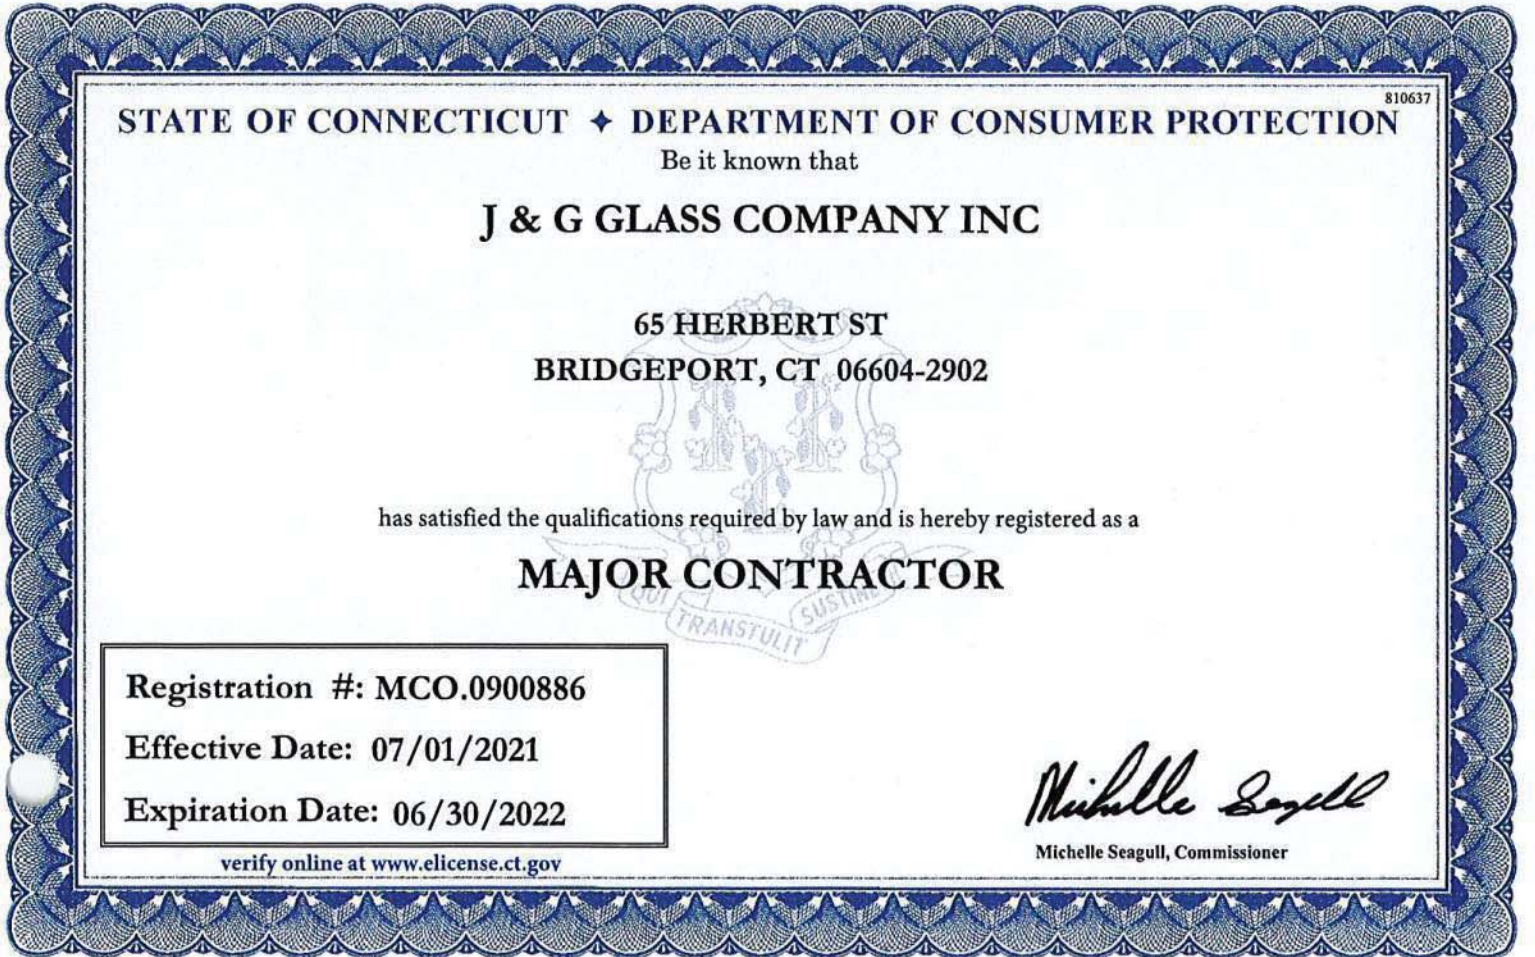 810637
STATE OF CONNECTICUT ✦ DEPARTMENT OF CONSUMER PROTECTION
Be it known that
J & G GLASS COMPANY INC
65 HERBERT ST
BRIDGEPORT, CT 06604-2902
has satisfied the qualifications required by law and is hereby registered as a
MAJOR CONTRACTOR
QUI TRANSTULIT
Registration #: MCO.0900886
Effective Date: 07/01/2021
Expiration Date: 06/30/2022
verify online at www.elicense.ct.gov
Michelle Seagull
Michelle Seagull, Commissioner